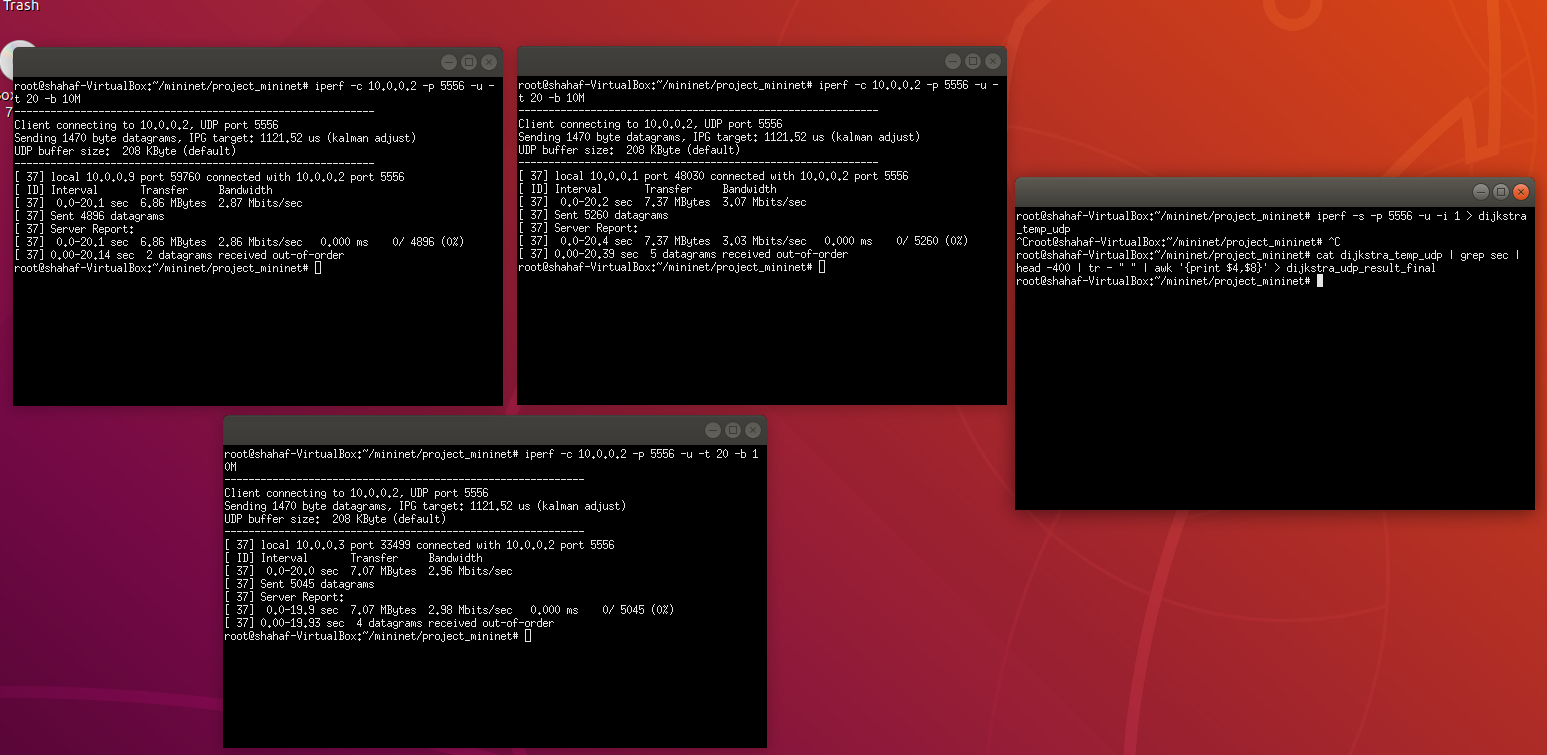 Trash
root@shahaf-VirtualBox:~/mininet/project_mininet# iperf -c 10.0.0.2 -p 5556 -u -
t 20 -b 10M
------------------------------------------------------------
Client connecting to 10.0.0.2, UDP port 5556
Sending 1470 byte datagrams, IPG target: 1121.52 us (kalman adjust)
UDP buffer size:  208 KByte (default)
------------------------------------------------------------
[ 37] local 10.0.0.9 port 59760 connected with 10.0.0.2 port 5556
[ ID] Interval       Transfer     Bandwidth
[ 37]  0.0-20.1 sec  6.86 MBytes  2.87 Mbits/sec
[ 37] Sent 4896 datagrams
[ 37] Server Report:
[ 37]  0.0-20.1 sec  6.86 MBytes  2.86 Mbits/sec   0.000 ms    0/ 4896 (0%)
[ 37] 0.00-20.14 sec  2 datagrams received out-of-order
root@shahaf-VirtualBox:~/mininet/project_mininet#
root@shahaf-VirtualBox:~/mininet/project_mininet# iperf -c 10.0.0.2 -p 5556 -u -
t 20 -b 10M
------------------------------------------------------------
Client connecting to 10.0.0.2, UDP port 5556
Sending 1470 byte datagrams, IPG target: 1121.52 us (kalman adjust)
UDP buffer size:  208 KByte (default)
------------------------------------------------------------
[ 37] local 10.0.0.1 port 48030 connected with 10.0.0.2 port 5556
[ ID] Interval       Transfer     Bandwidth
[ 37]  0.0-20.2 sec  7.37 MBytes  3.07 Mbits/sec
[ 37] Sent 5260 datagrams
[ 37] Server Report:
[ 37]  0.0-20.4 sec  7.37 MBytes  3.03 Mbits/sec   0.000 ms    0/ 5260 (0%)
[ 37] 0.00-20.39 sec  5 datagrams received out-of-order
root@shahaf-VirtualBox:~/mininet/project_mininet#
root@shahaf-VirtualBox:~/mininet/project_mininet# iperf -s -p 5556 -u -i 1 > dijkstra
_temp_udp
^Croot@shahaf-VirtualBox:~/mininet/project_mininet# ^C
root@shahaf-VirtualBox:~/mininet/project_mininet# cat dijkstra_temp_udp | grep sec |
head -400 | tr - " " | awk '{print $4,$8}' > dijkstra_udp_result_final
root@shahaf-VirtualBox:~/mininet/project_mininet#
root@shahaf-VirtualBox:~/mininet/project_mininet# iperf -c 10.0.0.2 -p 5556 -u -t 20 -b 1
0M
------------------------------------------------------------
Client connecting to 10.0.0.2, UDP port 5556
Sending 1470 byte datagrams, IPG target: 1121.52 us (kalman adjust)
UDP buffer size:  208 KByte (default)
------------------------------------------------------------
[ 37] local 10.0.0.3 port 33499 connected with 10.0.0.2 port 5556
[ ID] Interval       Transfer     Bandwidth
[ 37]  0.0-20.0 sec  7.07 MBytes  2.96 Mbits/sec
[ 37] Sent 5045 datagrams
[ 37] Server Report:
[ 37]  0.0-19.9 sec  7.07 MBytes  2.98 Mbits/sec   0.000 ms    0/ 5045 (0%)
[ 37] 0.00-19.93 sec  4 datagrams received out-of-order
root@shahaf-VirtualBox:~/mininet/project_mininet#